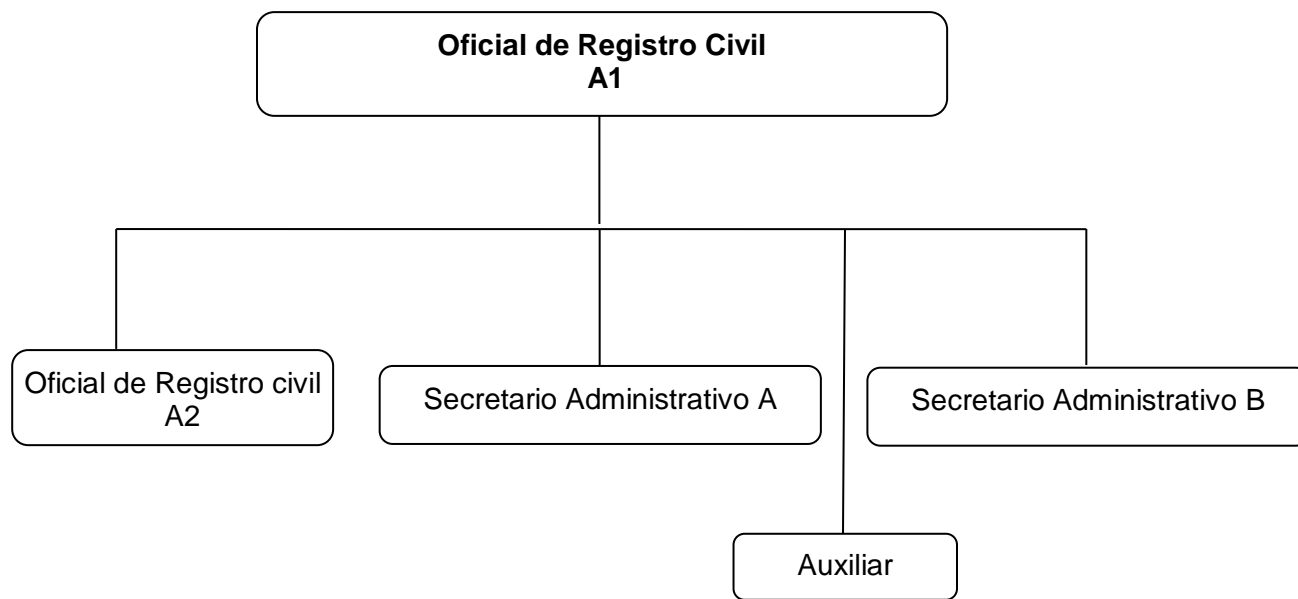 Oficial de Registro Civil
A1
Oficial de Registro civil
A2
Secretario Administrativo A
Secretario Administrativo B
Auxiliar